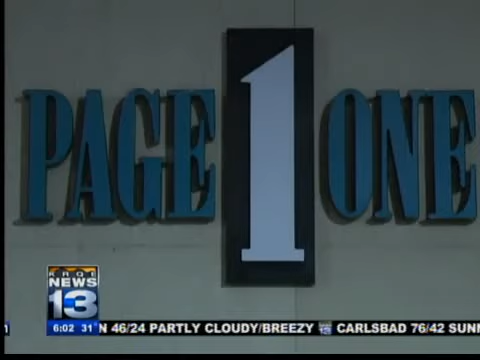 PAGE 1 ONE
KRQE
NEWS
13
6:02 31°
N 46/24 PARTLY CLOUDY/BREEZY CARLSBAD 76/42 SUNN